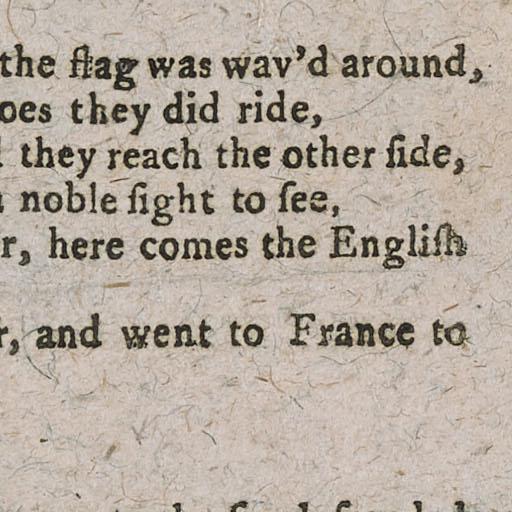 the flag was wav'd around,
oes they did ride,
they reach the other ſide,
noble ſight to ſee,
r, here comes the Engliſh
r, and went to France to